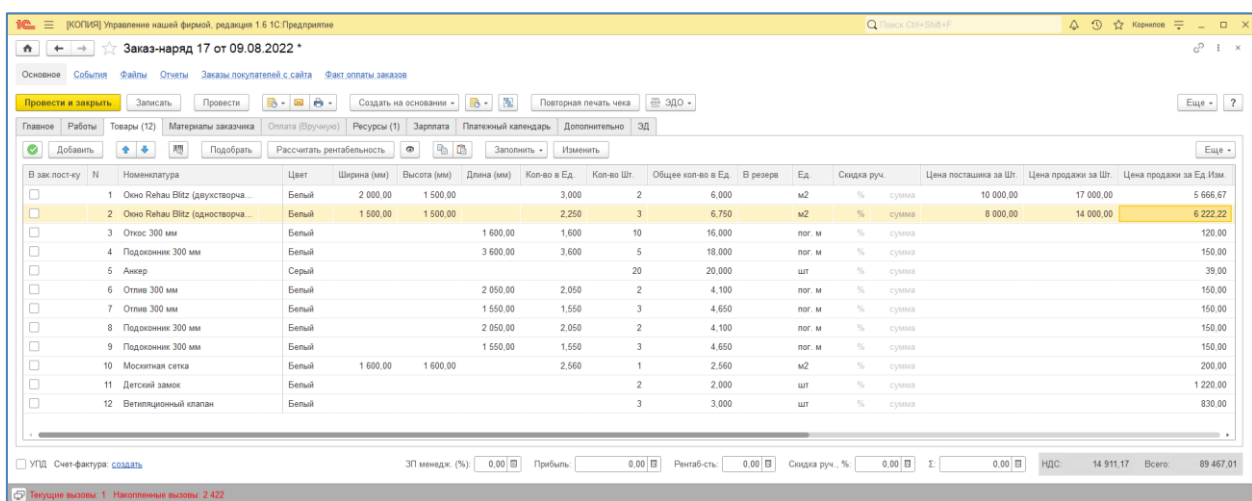 1С [КОПИЯ] Управление нашей фирмой, редакция 1.6 1С:Предприятие Поиск Ctrl+Shift+F Корнилов
Заказ-наряд 17 от 09.08.2022 *
Основное События Файлы Отчеты Заказы покупателей с сайта Факт оплаты заказов
Провести и закрыть Записать Провести Создать на основании Повторная печать чека ЭДО Еще ?
Главное Работы Товары (12) Материалы заказчика Оплата (Вручную) Ресурсы (1) Зарплата Платежный календарь Дополнительно ЭД
Добавить Подобрать Рассчитать рентабельность Заполнить Изменить Еще
В зак.пост-ку N Номенклатура Цвет Ширина (мм) Высота (мм) Длина (мм) Кол-во в Ед. Кол-во Шт. Общее кол-во в Ед. В резерв Ед. Скидка руч. Цена посташика за Шт. Цена продажи за Шт. Цена продажи за Ед.Изм.
1 Окно Rehau Blitz (двухстворча... Белый 2 000,00 1 500,00 3,000 2 6,000 м2 % сумма 10 000,00 17 000,00 5 666,67
2 Окно Rehau Blitz (одностворча... Белый 1 500,00 1 500,00 2,250 3 6,750 м2 % сумма 8 000,00 14 000,00 6 222,22
3 Откос 300 мм Белый 1 600,00 1,600 10 16,000 пог. м % сумма 120,00
4 Подоконник 300 мм Белый 3 600,00 3,600 5 18,000 пог. м % сумма 150,00
5 Анкер Серый 20 20,000 шт % сумма 39,00
6 Отлив 300 мм Белый 2 050,00 2,050 2 4,100 пог. м % сумма 150,00
7 Отлив 300 мм Белый 1 550,00 1,550 3 4,650 пог. м % сумма 150,00
8 Подоконник 300 мм Белый 2 050,00 2,050 2 4,100 пог. м % сумма 150,00
9 Подоконник 300 мм Белый 1 550,00 1,550 3 4,650 пог. м % сумма 150,00
10 Москитная сетка Белый 1 600,00 1 600,00 2,560 1 2,560 м2 % сумма 200,00
11 Детский замок Белый 2 2,000 шт % сумма 1 220,00
12 Ветиляционный клапан Белый 3 3,000 шт % сумма 830,00
УПД Счет-фактура: создать ЗП менедж. (%): 0,00 Прибыль: 0,00 Рентаб-сть: 0,00 Скидка руч., %: 0,00 Σ: 0,00 НДС: 14 911,17 Всего: 89 467,01
Текущие вызовы: 1 Накопленные вызовы: 2 422